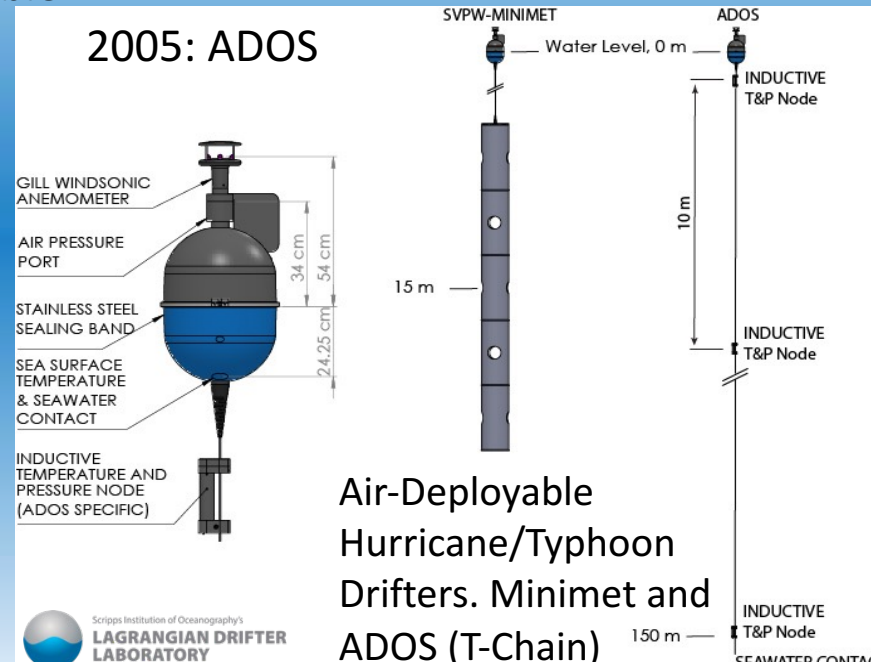 2005: ADOS
SVPW-MINIMET
ADOS
Water Level, 0 m
INDUCTIVE
T&P Node
GILL WINDSONIC
ANEMOMETER
AIR PRESSURE
PORT
STAINLESS STEEL
SEALING BAND
SEA SURFACE
TEMPERATURE
& SEAWATER
CONTACT
INDUCTIVE
TEMPERATURE AND
PRESSURE NODE
(ADOS SPECIFIC)
34 cm
54 cm
24.25 cm
15 m
10 m
INDUCTIVE
T&P Node
Air-Deployable
Hurricane/Typhoon
Drifters. Minimet and
ADOS (T-Chain)
150 m
INDUCTIVE
T&P Node
SEAWATER CONTAC
Scripps Institution of Oceanography's
LAGRANGIAN DRIFTER
LABORATORY